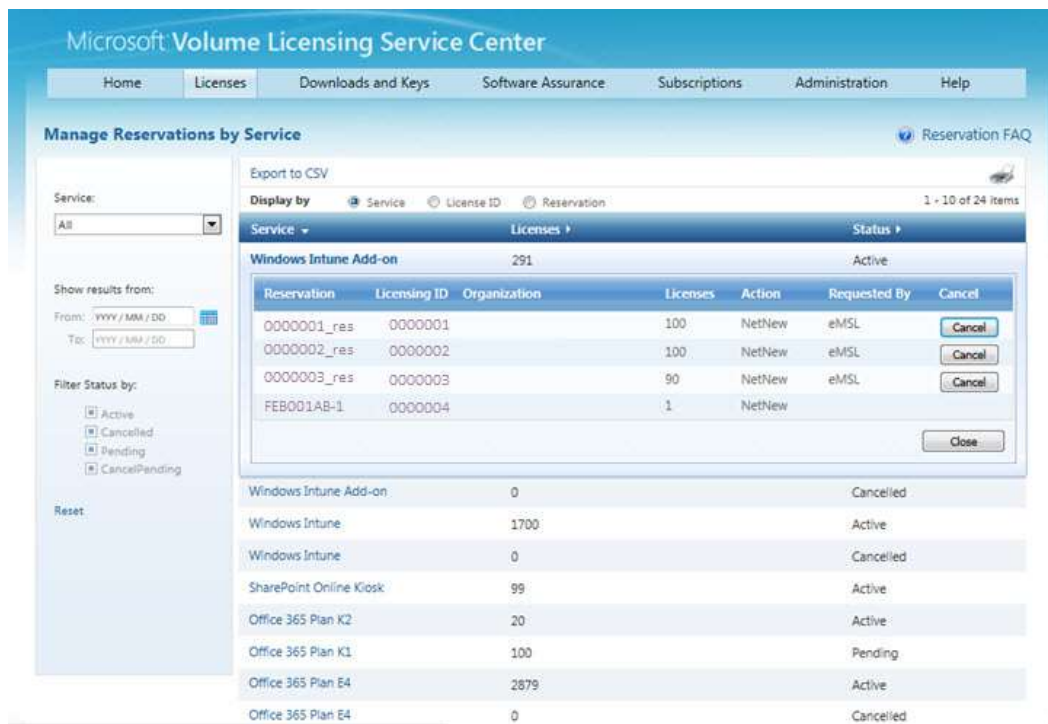 Microsoft Volume Licensing Service Center
Home Licenses Downloads and Keys Software Assurance Subscriptions Administration Help
Manage Reservations by Service
Reservation FAQ
Service:
All
Show results from:
From: YYYY / MM / DD
To: YYYY / MM / DD
Filter Status by:
Active
Cancelled
Pending
CancelPending
Reset
Export to CSV
Display by Service License ID Reservation 1 - 10 of 24 items
Service Licenses Status
Windows Intune Add-on 291 Active
Reservation Licensing ID Organization Licenses Action Requested By Cancel
0000001_res 0000001 100 NetNew eMSL Cancel
0000002_res 0000002 100 NetNew eMSL Cancel
0000003_res 0000003 90 NetNew eMSL Cancel
FEB001AB-1 0000004 1 NetNew
Close
Windows Intune Add-on 0 Cancelled
Windows Intune 1700 Active
Windows Intune 0 Cancelled
SharePoint Online Kiosk 99 Active
Office 365 Plan K2 20 Active
Office 365 Plan K1 100 Pending
Office 365 Plan E4 2879 Active
Office 365 Plan E4 0 Cancelled